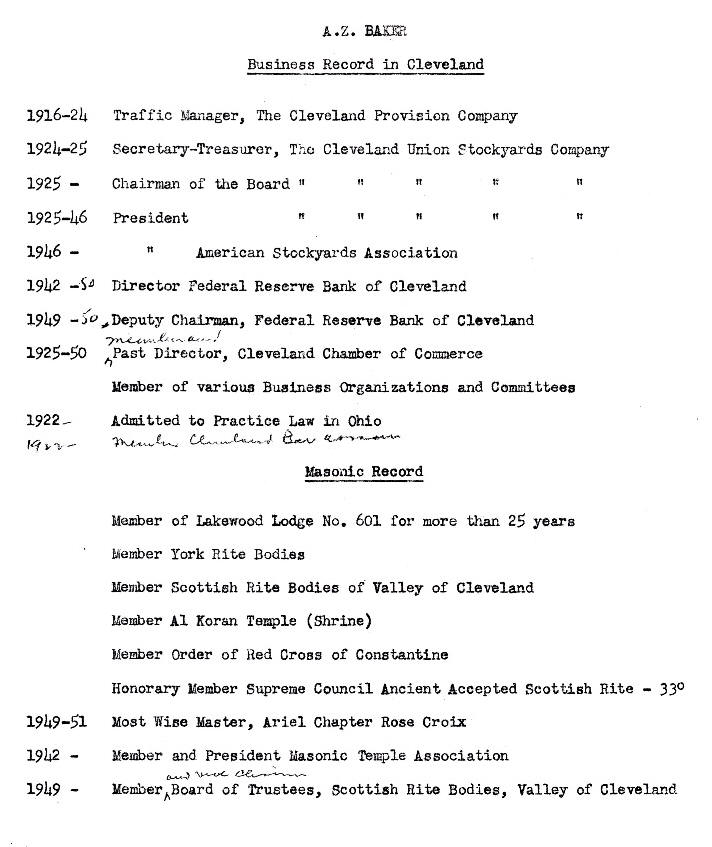 A.Z. BAKER
Business Record in Cleveland
1916-24 Traffic Manager, The Cleveland Provision Company
1924-25 Secretary-Treasurer, The Cleveland Union Stockyards Company
1925 - Chairman of the Board " " " " "
1925-46 President " " " " "
1946 - " American Stockyards Association
1942 -50 Director Federal Reserve Bank of Cleveland
1949 -50 Deputy Chairman, Federal Reserve Bank of Cleveland
member and
1925-50 Past Director, Cleveland Chamber of Commerce
Member of various Business Organizations and Committees
1922- Admitted to Practice Law in Ohio
1922- Member Cleveland Bar
Masonic Record
Member of Lakewood Lodge No. 601 for more than 25 years
Member York Rite Bodies
Member Scottish Rite Bodies of Valley of Cleveland
Member Al Koran Temple (Shrine)
Member Order of Red Cross of Constantine
Honorary Member Supreme Council Ancient Accepted Scottish Rite - 33°
1949-51 Most Wise Master, Ariel Chapter Rose Croix
1942 - Member and President Masonic Temple Association
and Vice Chairman
1949 - Member Board of Trustees, Scottish Rite Bodies, Valley of Cleveland